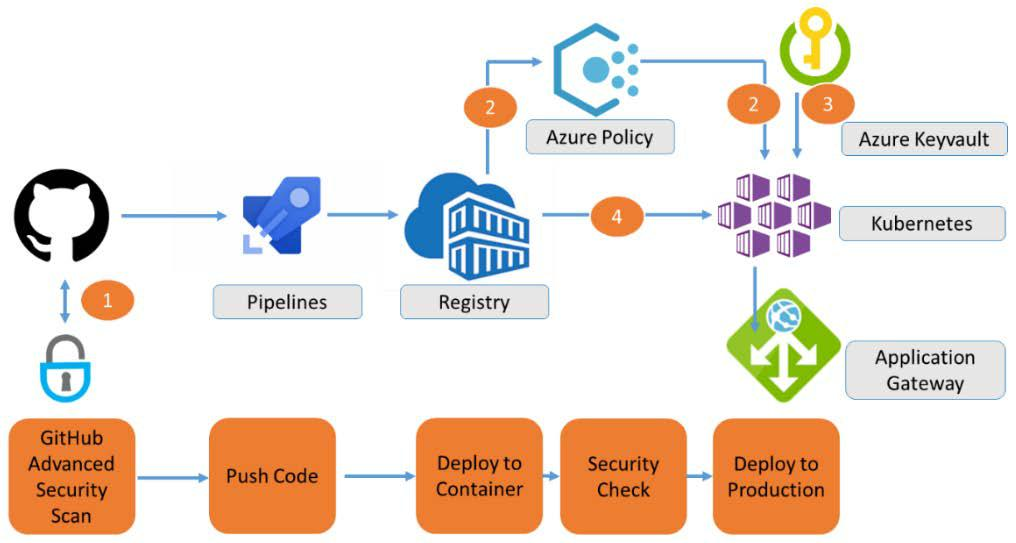 2
2
3
Azure Policy
Azure Keyvault
4
Kubernetes
1
Pipelines
Registry
Application
Gateway
GitHub
Advanced
Security
Scan
Push Code
Deploy to
Container
Security
Check
Deploy to
Production